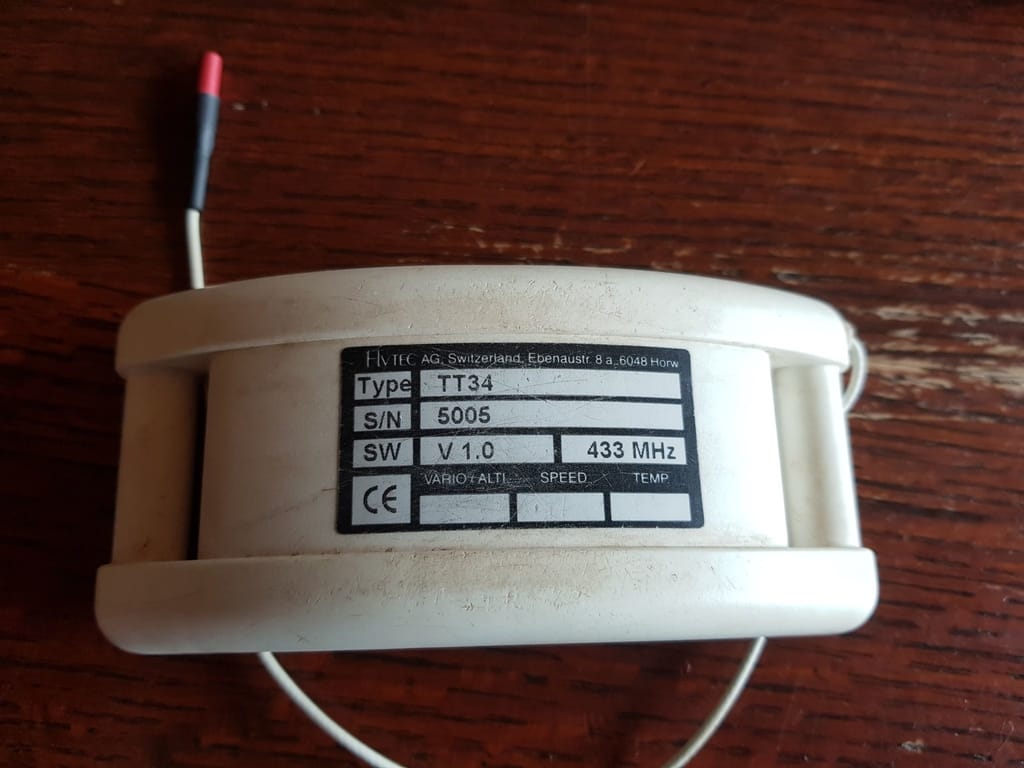 FLYTEC AG, Switzerland, Ebenaustr. 8 a, 6048 Horw
Type TT34
S/N 5005
SW V 1.0 433 MHz
VARIO / ALTI. SPEED TEMP.
CE